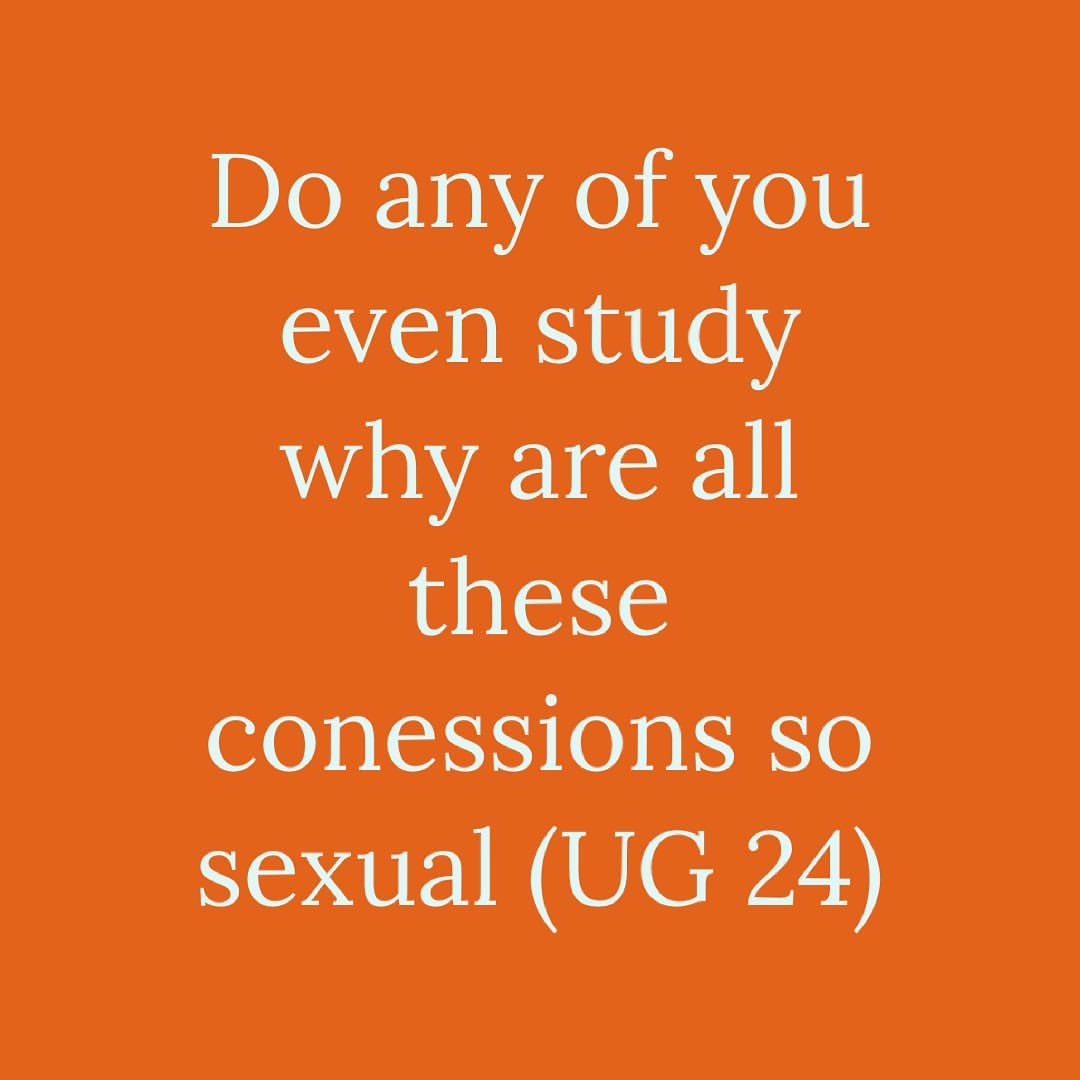 Do any of you
even study
why are all
these
conessions so
sexual (UG 24)